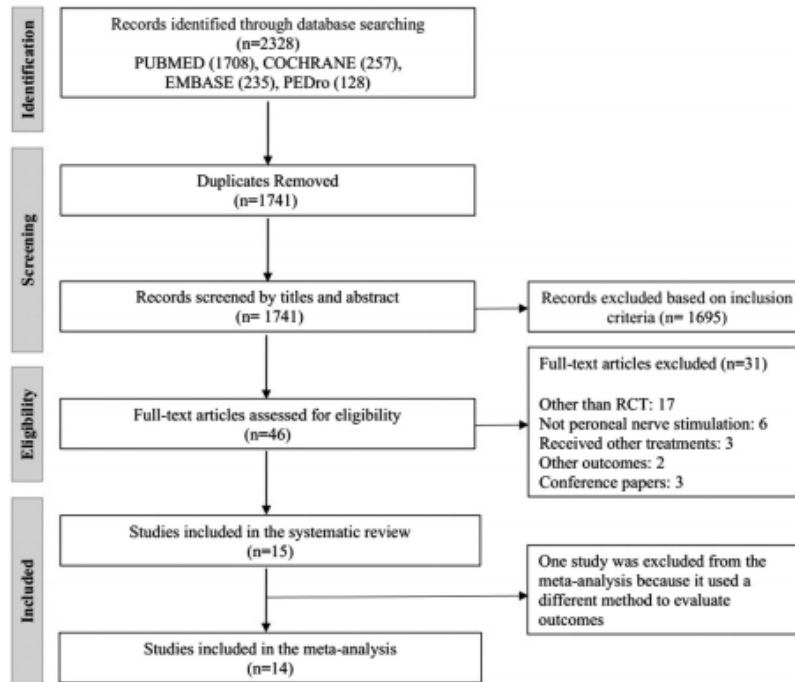 Identification
Records identified through database searching
(n=2328)
PUBMED (1708), COCHRANE (257),
EMBASE (235), PEDro (128)
Screening
Duplicates Removed
(n=1741)
Records screened by titles and abstract
(n= 1741)
Records excluded based on inclusion
criteria (n= 1695)
Eligibility
Full-text articles assessed for eligibility
(n=46)
Full-text articles excluded (n=31)
Other than RCT: 17
Not peroneal nerve stimulation: 6
Received other treatments: 3
Other outcomes: 2
Conference papers: 3
Included
Studies included in the systematic review
(n=15)
One study was excluded from the
meta-analysis because it used a
different method to evaluate
outcomes
Studies included in the meta-analysis
(n=14)